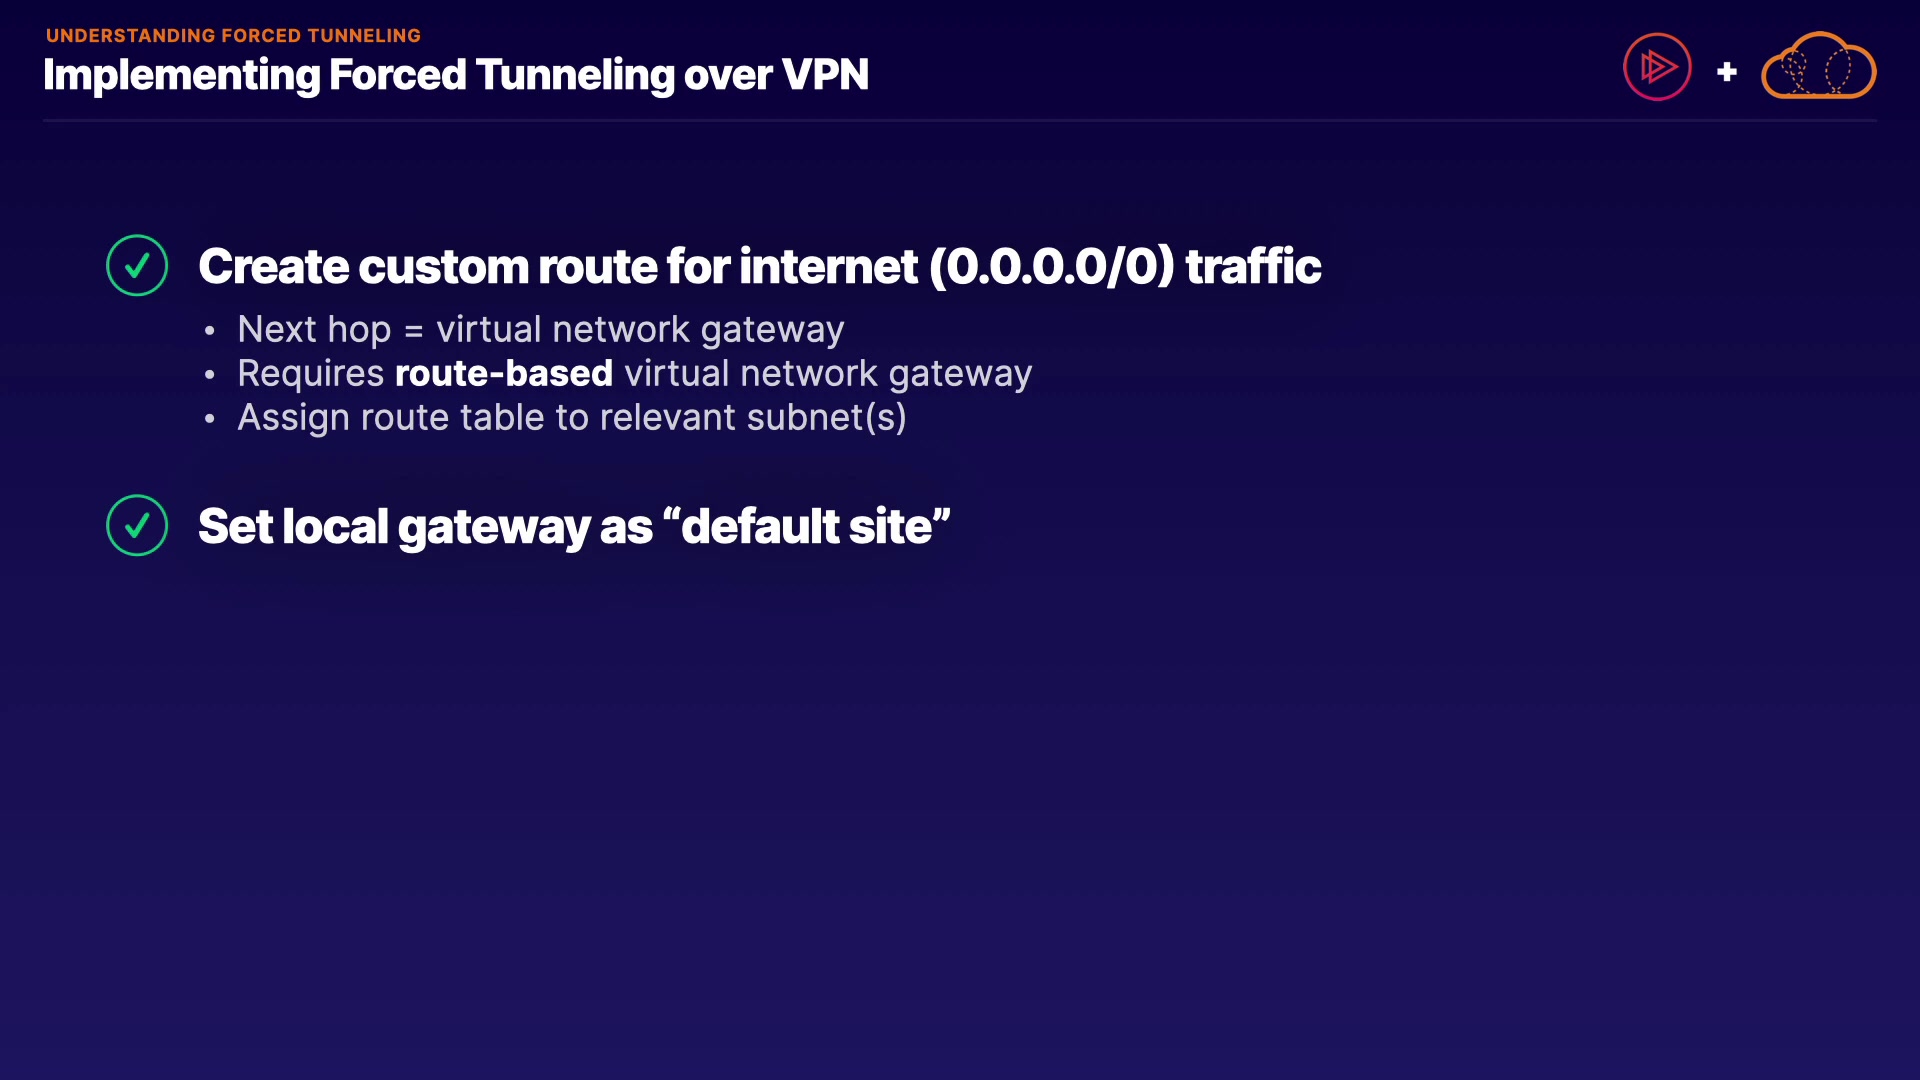 UNDERSTANDING FORCED TUNNELING
Implementing Forced Tunneling over VPN
Create custom route for internet (0.0.0.0/0) traffic
• Next hop = virtual network gateway
• Requires route-based virtual network gateway
• Assign route table to relevant subnet(s)
Set local gateway as “default site”